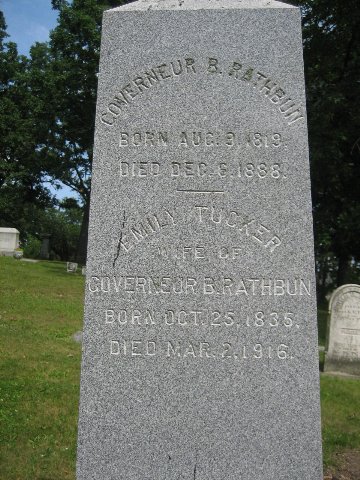 GOVERNEUR B. RATHBUN
BORN AUG. 9. 1819.
DIED DEC. 6. 1888.
EMILY TUCKER
FE OF
GOVERNEUR B. RATHBUN
BORN OCT. 25. 1835.
DIED MAR. 2. 1916.